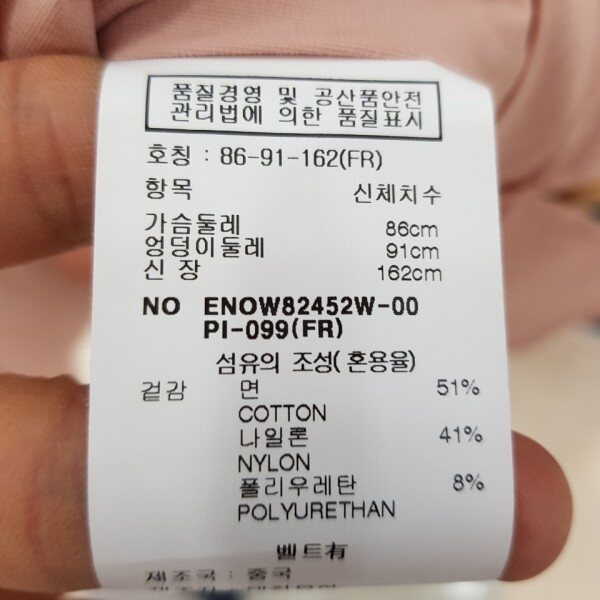 품질경영 및 공산품안전
관리법에 의한 품질표시
호칭 : 86-91-162(FR)
항목 신체치수
가슴둘레 86cm
엉덩이둘레 91cm
신 장 162cm
NO ENOW82452W-00
PI-099(FR)
섬유의 조성( 혼용율)
겉감 면 51%
COTTON
나일론 41%
NYLON
폴리우레탄 8%
POLYURETHAN
벨트有
제조국 : 중국